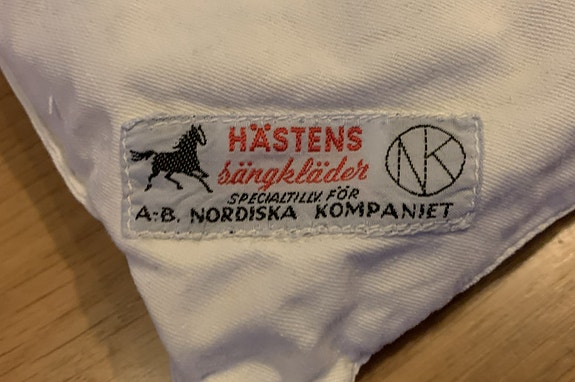 HÄSTENS
sängkläder
SPECIALTILLV. FÖR
A.-B. NORDISKA KOMPANIET
NK